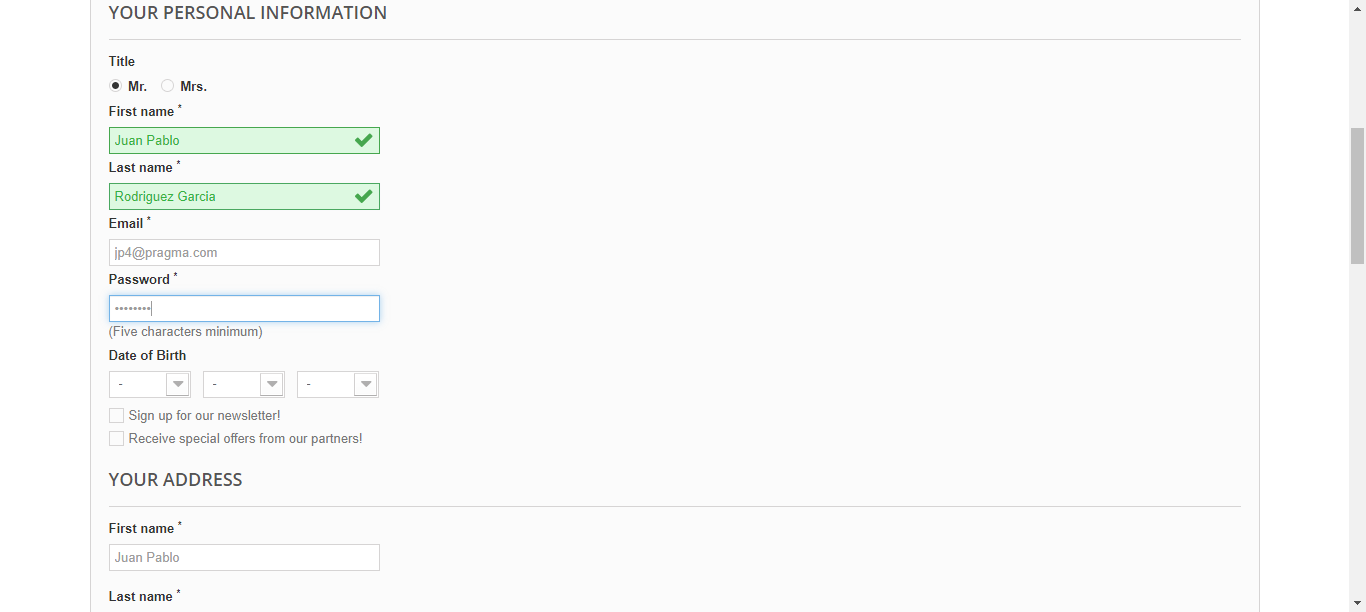 YOUR PERSONAL INFORMATION
Title
Mr. Mrs.
First name *
Juan Pablo
Last name *
Rodriguez Garcia
Email *
jp4@pragma.com
Password *
••••••••
(Five characters minimum)
Date of Birth
- - -
Sign up for our newsletter!
Receive special offers from our partners!
YOUR ADDRESS
First name *
Juan Pablo
Last name *